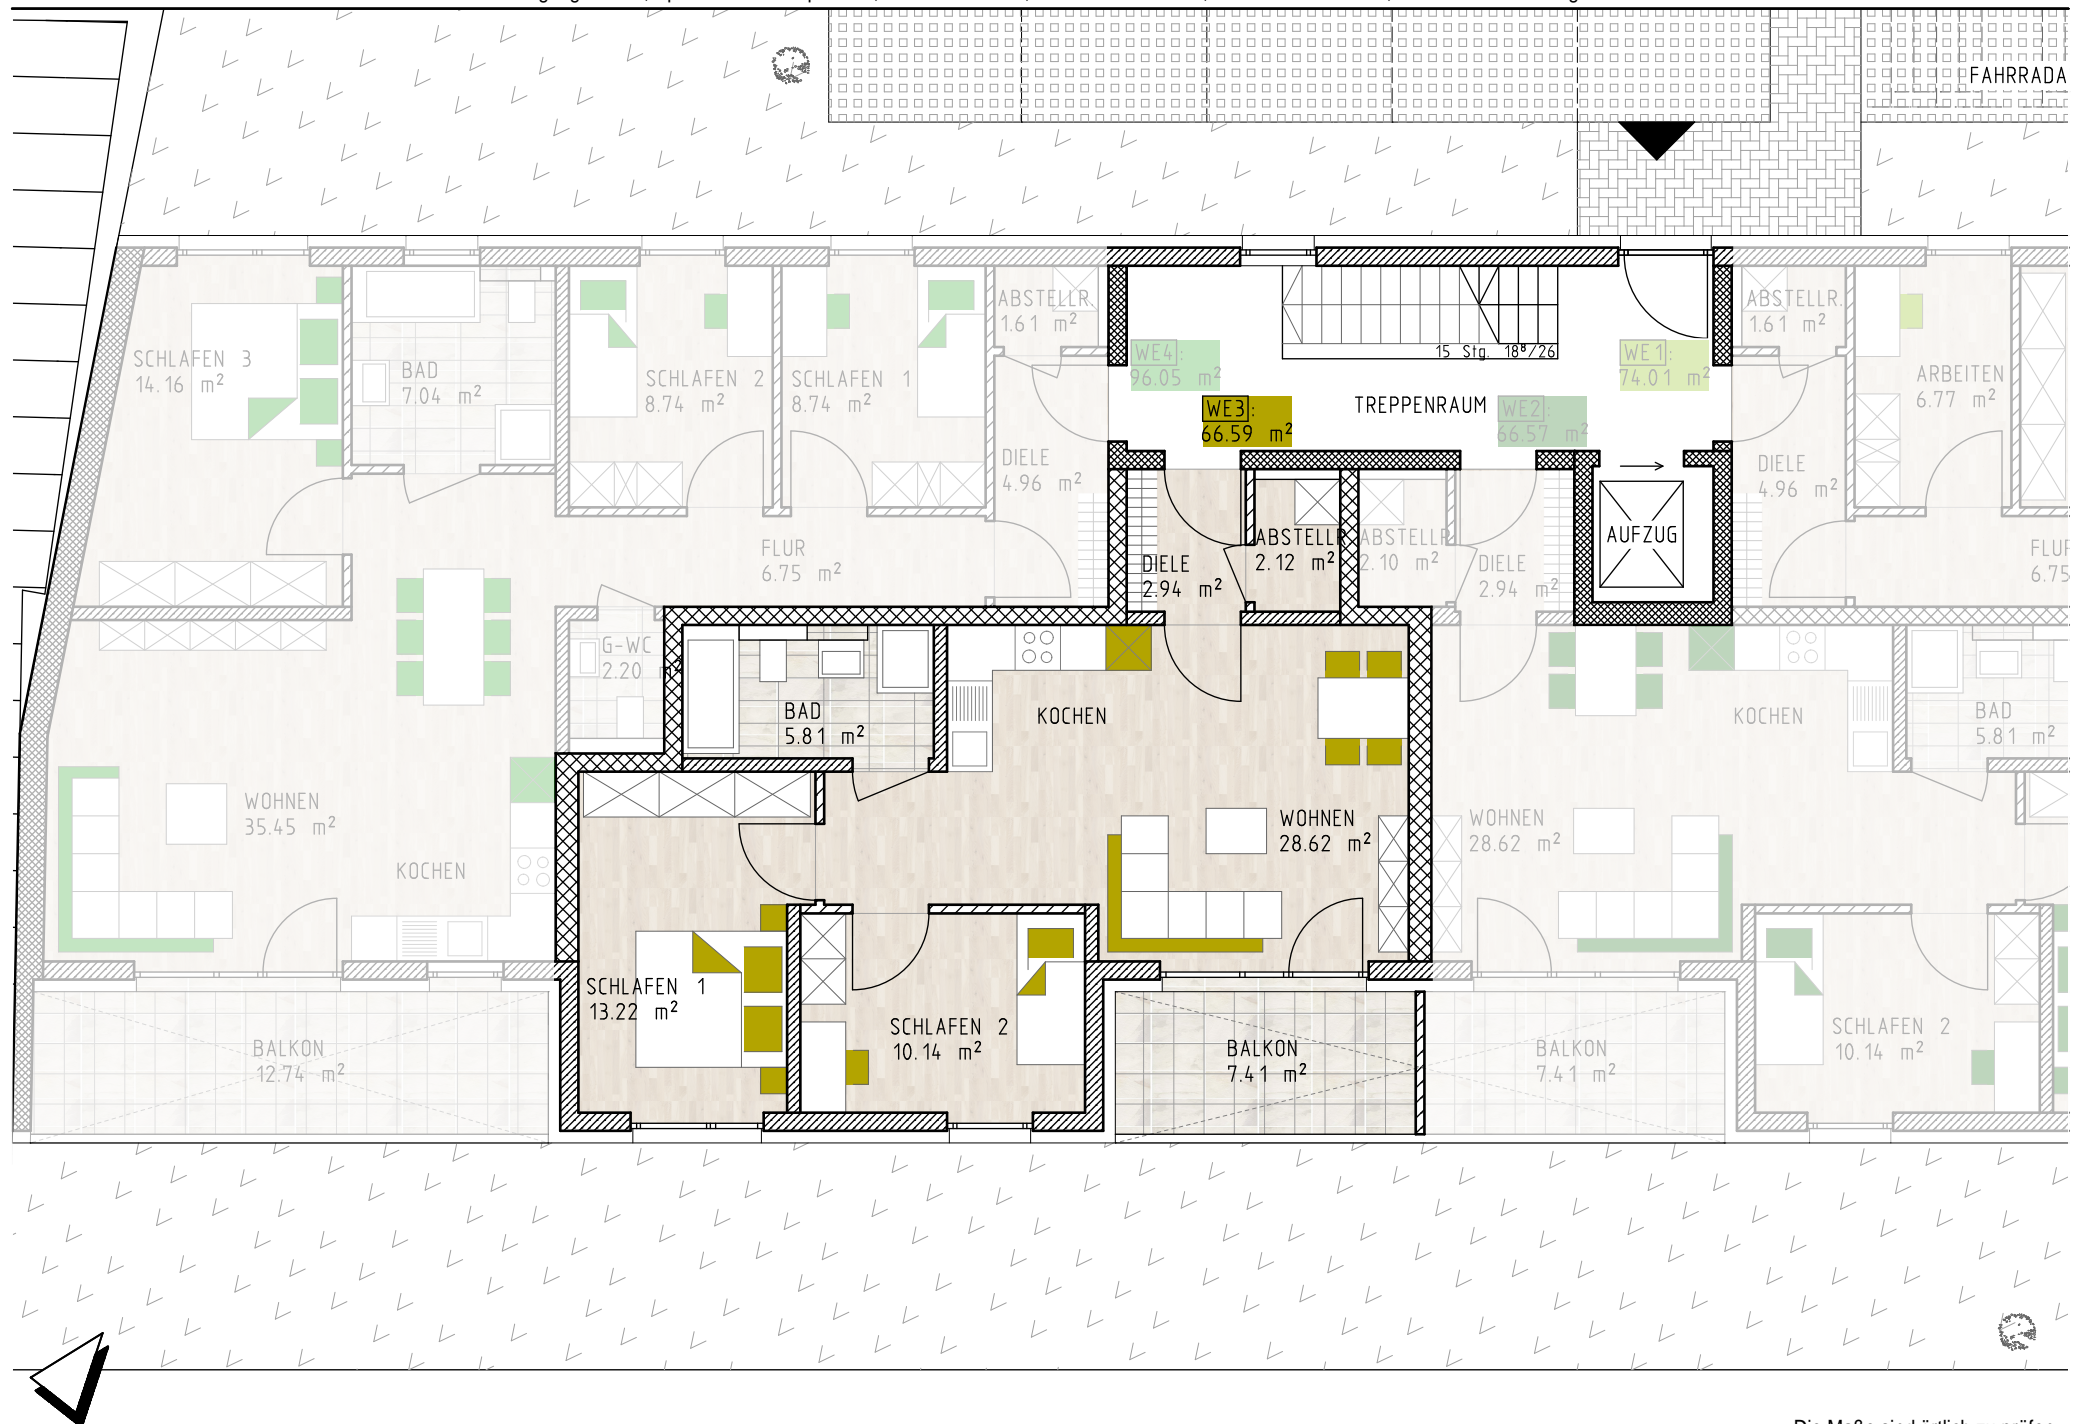 FAHRRADA
ABSTELLR.
1.61 m²
ABSTELLR.
1.61 m²
WE4:
96.05 m²
15 Stg. 18⁸/26
WE1:
74.01 m²
SCHLAFEN 3
14.16 m²
BAD
7.04 m²
SCHLAFEN 2
8.74 m²
SCHLAFEN 1
8.74 m²
ARBEITEN
6.77 m²
WE3:
66.59 m²
TREPPENRAUM
WE2:
66.57 m²
DIELE
4.96 m²
DIELE
4.96 m²
FLUR
6.75 m²
DIELE
2.94 m²
ABSTELLR
2.12 m²
ABSTELLR
2.10 m²
DIELE
2.94 m²
AUFZUG
FLUR
6.75
G-WC
2.20 m²
BAD
5.81 m²
KOCHEN
KOCHEN
BAD
5.81 m²
WOHNEN
35.45 m²
WOHNEN
28.62 m²
WOHNEN
28.62 m²
KOCHEN
SCHLAFEN 1
13.22 m²
SCHLAFEN 2
10.14 m²
SCHLAFEN 2
10.14 m²
BALKON
12.74 m²
BALKON
7.41 m²
BALKON
7.41 m²